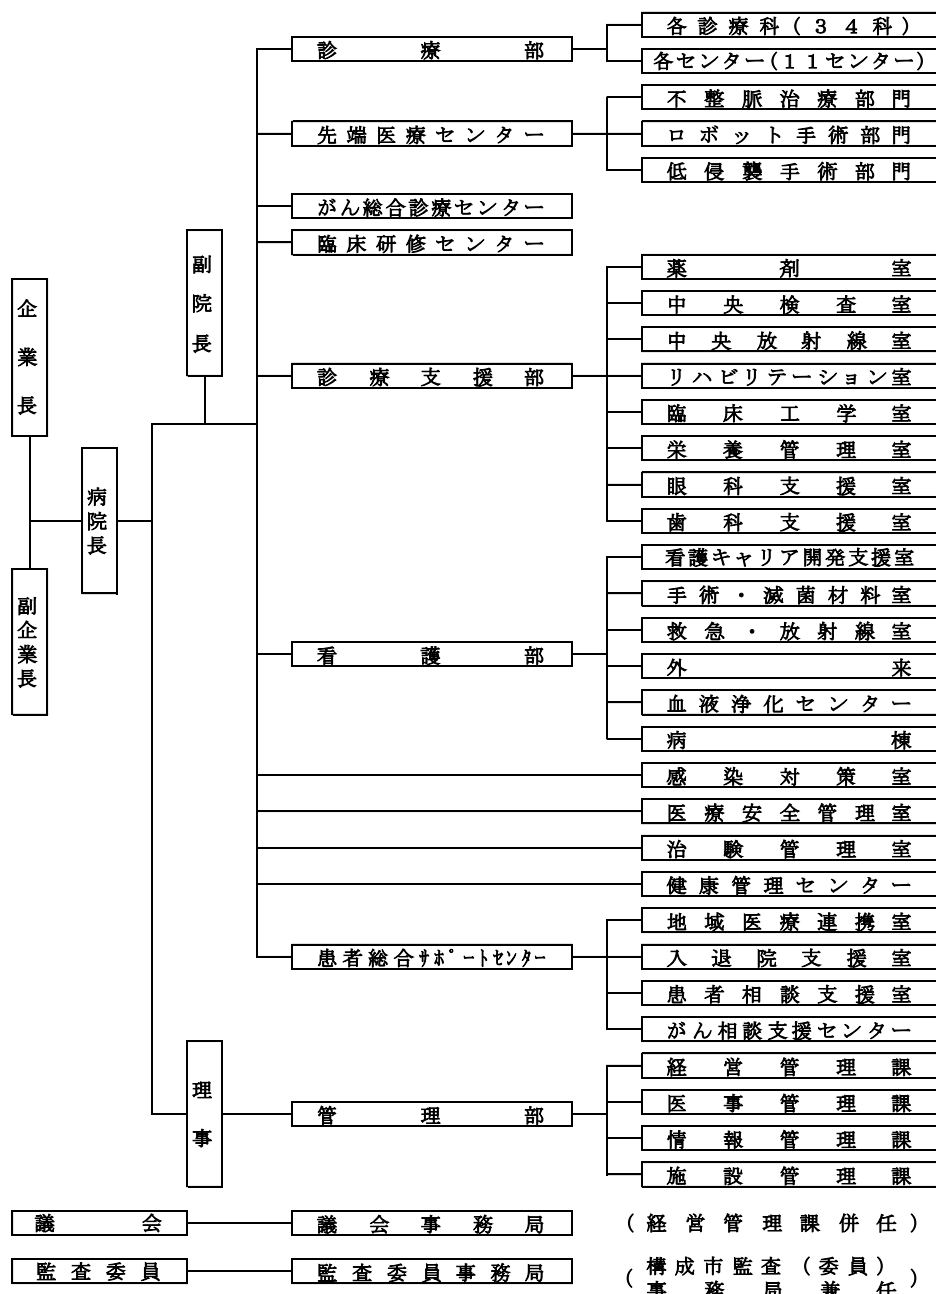 各診療科（３４科）
診療部
各センター（１１センター）
不整脈治療部門
先端医療センター
ロボット手術部門
低侵襲手術部門
がん総合診療センター
臨床研修センター
副院長
企業長
薬剤室
中央検査室
中央放射線室
診療支援部
リハビリテーション室
臨床工学室
栄養管理室
眼科支援室
歯科支援室
病院長
副企業長
看護キャリア開発支援室
手術・滅菌材料室
救急・放射線室
看護部
外来
血液浄化センター
病棟
感染対策室
医療安全管理室
治験管理室
健康管理センター
地域医療連携室
患者総合ｻﾎﾟｰﾄｾﾝﾀｰ
入退院支援室
患者相談支援室
がん相談支援センター
理事
経営管理課
管理部
医事管理課
情報管理課
施設管理課
議会
議会事務局
（経営管理課併任）
監査委員
監査委員事務局
（構成市監査（委員）
事務局兼任）